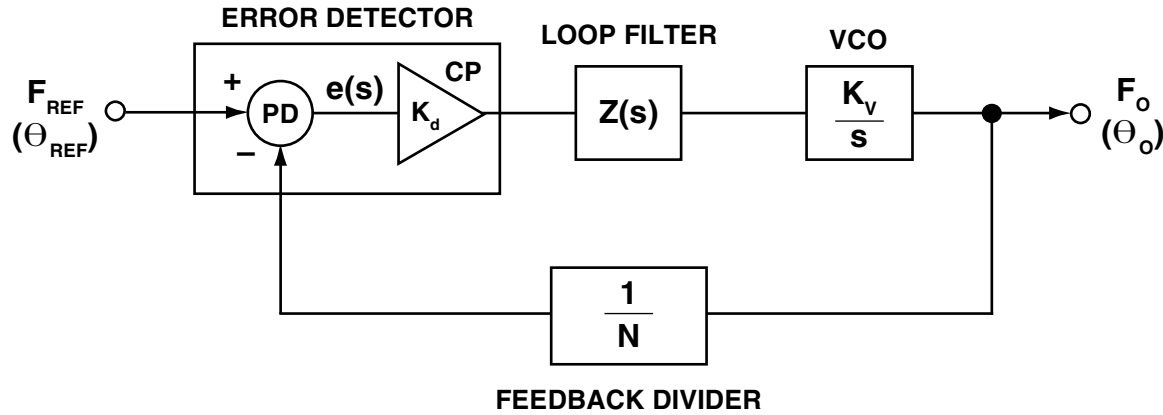 ERROR DETECTOR
LOOP FILTER
VCO
CP
F_REF
(Θ_REF)
+
PD
–
e(s)
K_d
Z(s)
K_V
s
F_O
(Θ_O)
1
N
FEEDBACK DIVIDER